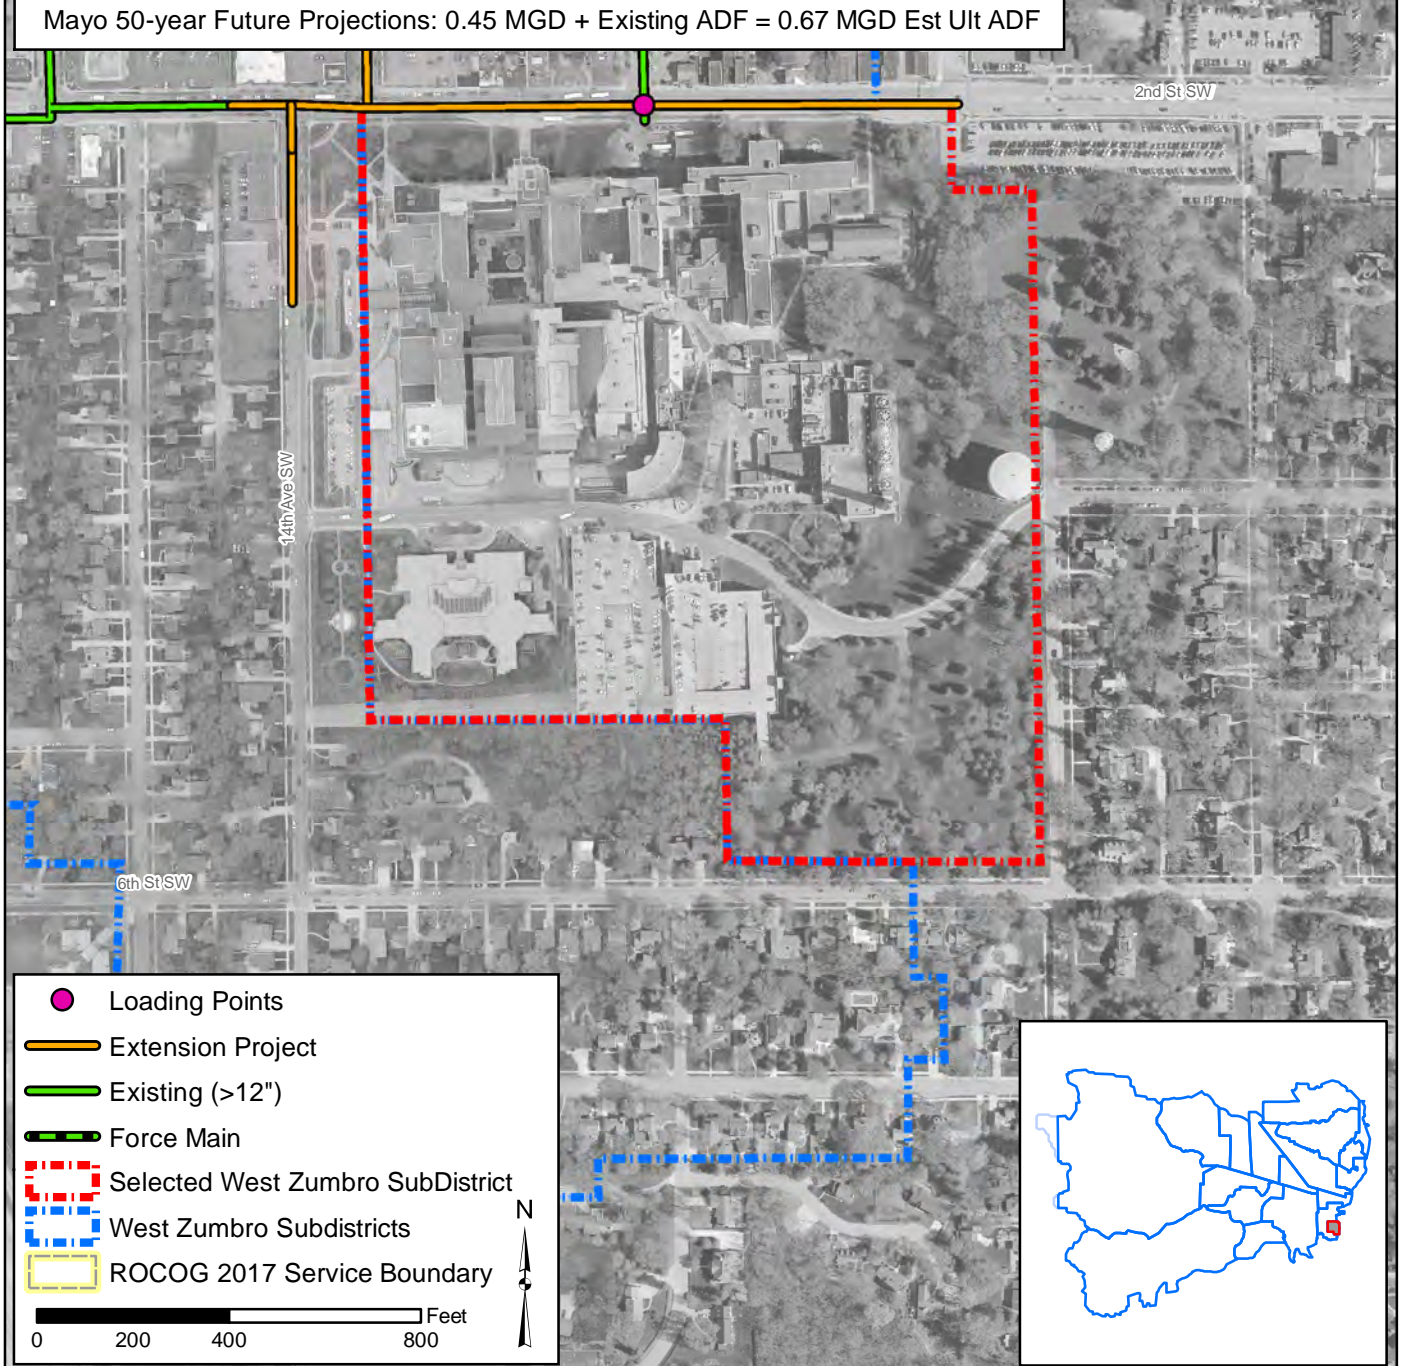 Mayo 50-year Future Projections: 0.45 MGD + Existing ADF = 0.67 MGD Est Ult ADF
2nd St SW
14th Ave SW
6th St SW
Loading Points
Extension Project
Existing (>12")
Force Main
Selected West Zumbro SubDistrict
West Zumbro Subdistricts
ROCOG 2017 Service Boundary
N
Feet
0 200 400 800